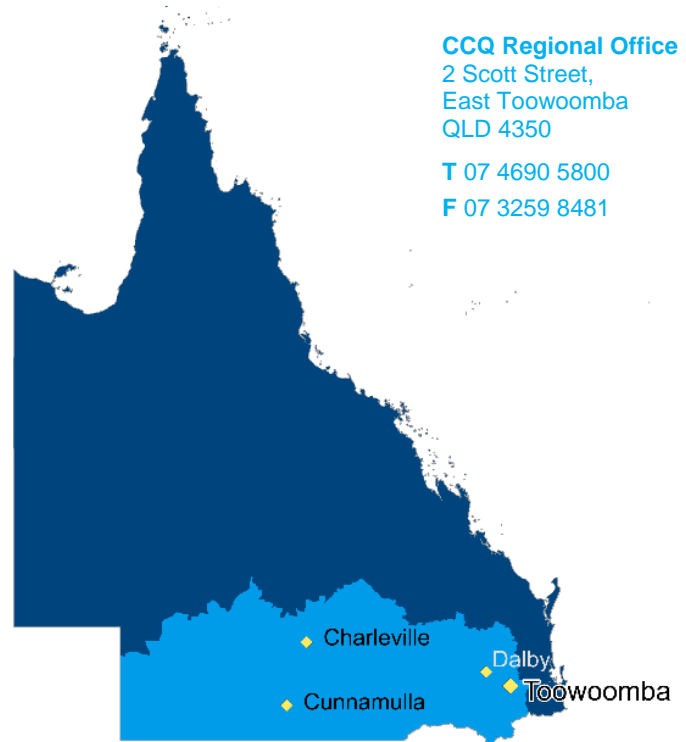 CCQ Regional Office
2 Scott Street,
East Toowoomba
QLD 4350
T 07 4690 5800
F 07 3259 8481
Charleville
Dalby
Toowoomba
Cunnamulla